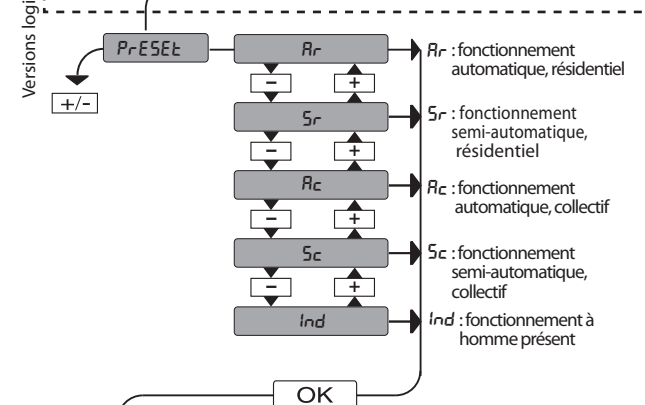 Versions logi
PrESEt
+/-
Ar
Ar : fonctionnement
automatique, résidentiel
- +
Sr
Sr : fonctionnement
semi-automatique,
résidentiel
- +
Ac
Ac : fonctionnement
automatique, collectif
- +
Sc
Sc : fonctionnement
semi-automatique,
collectif
- +
Ind
Ind : fonctionnement à
homme présent
OK